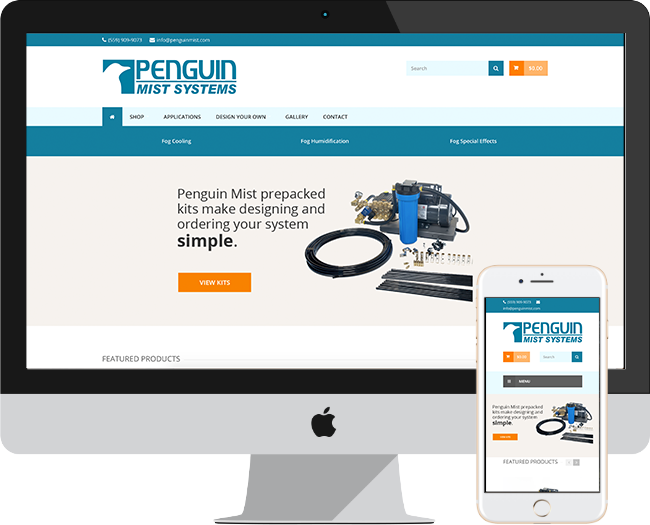 (559) 909-9073 info@penguinmist.com
PENGUIN
MIST SYSTEMS
Search
$0.00
SHOP APPLICATIONS DESIGN YOUR OWN GALLERY CONTACT
Fog Cooling Fog Humidification Fog Special Effects
Penguin Mist prepacked
kits make designing and
ordering your system
simple.
VIEW KITS
FEATURED PRODUCTS
(559) 909-9073
info@penguinmist.com
PENGUIN
MIST SYSTEMS
$0.00
Search
MENU
Penguin Mist prepacked
kits make designing and
ordering your system
simple.
FEATURED PRODUCTS